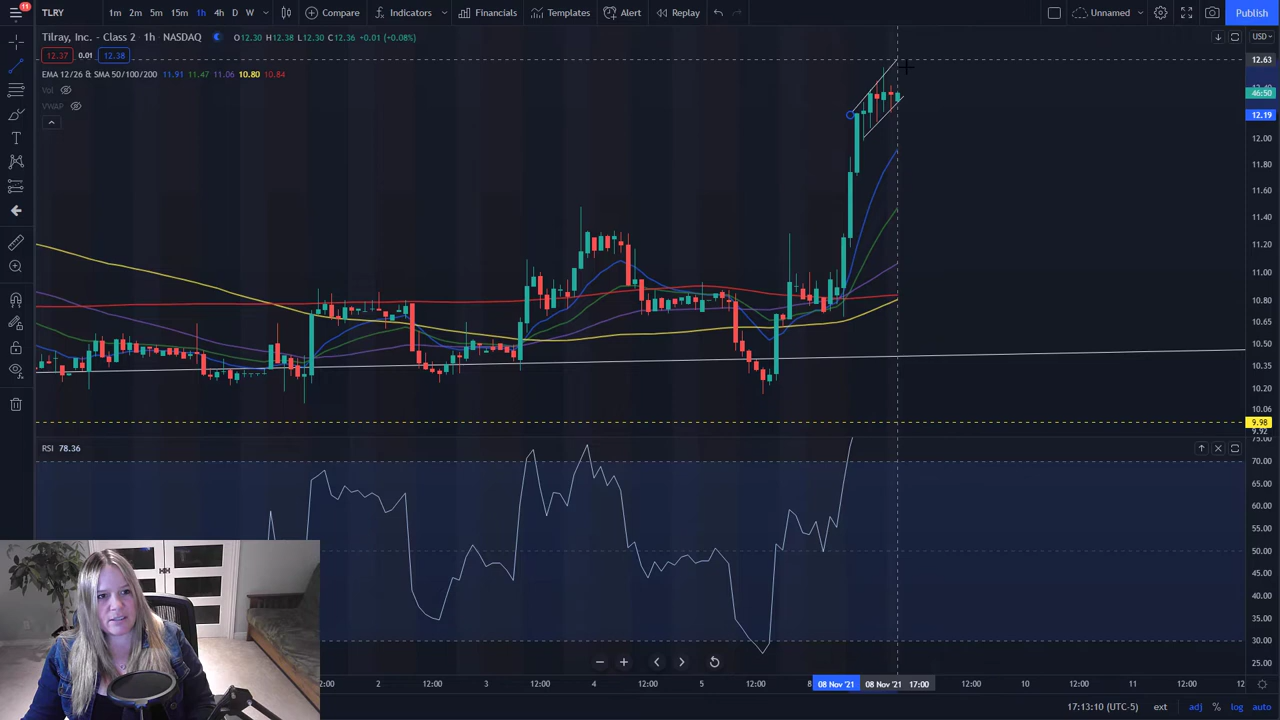 11
TLRY
1m 2m 5m 15m 1h 4h D W
Compare
Indicators
Financials
Templates
Alert
Replay
Unnamed
Publish
Tilray, Inc. - Class 2 · 1h · NASDAQ O12.30 H12.38 L12.30 C12.36 +0.01 (+0.08%)
USD
12.37 0.01 12.38
12.63
EMA 12/26 & SMA 50/100/200 11.91 11.47 11.06 10.80 10.84
Vol
46:50
VWAP
12.19
12.00
11.80
11.60
11.40
11.20
11.00
10.80
10.65
10.50
10.35
10.20
10.06
9.98
9.92
75.00
RSI 78.36
70.00
65.00
60.00
55.00
50.00
45.00
40.00
35.00
30.00
25.00
12:00 2 12:00 3 12:00 4 12:00 5 12:00 8 08 Nov '21 08 Nov '21 17:00 12:00 10 12:00 11 12:00 12
17:13:10 (UTC-5) ext adj % log auto